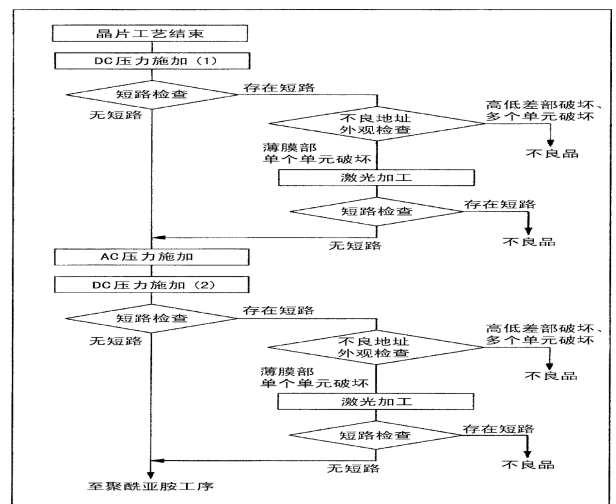 晶片工艺结束
DC压力施加(1)
短路检查
存在短路
无短路
不良地址
外观检查
高低差部破坏、
多个单元破坏
不良品
薄膜部
单个单元破坏
激光加工
短路检查
存在短路
不良品
无短路
AC压力施加
DC压力施加(2)
短路检查
存在短路
无短路
不良地址
外观检查
高低差部破坏、
多个单元破坏
不良品
薄膜部
单个单元破坏
激光加工
短路检查
存在短路
不良品
无短路
至聚酰亚胺工序